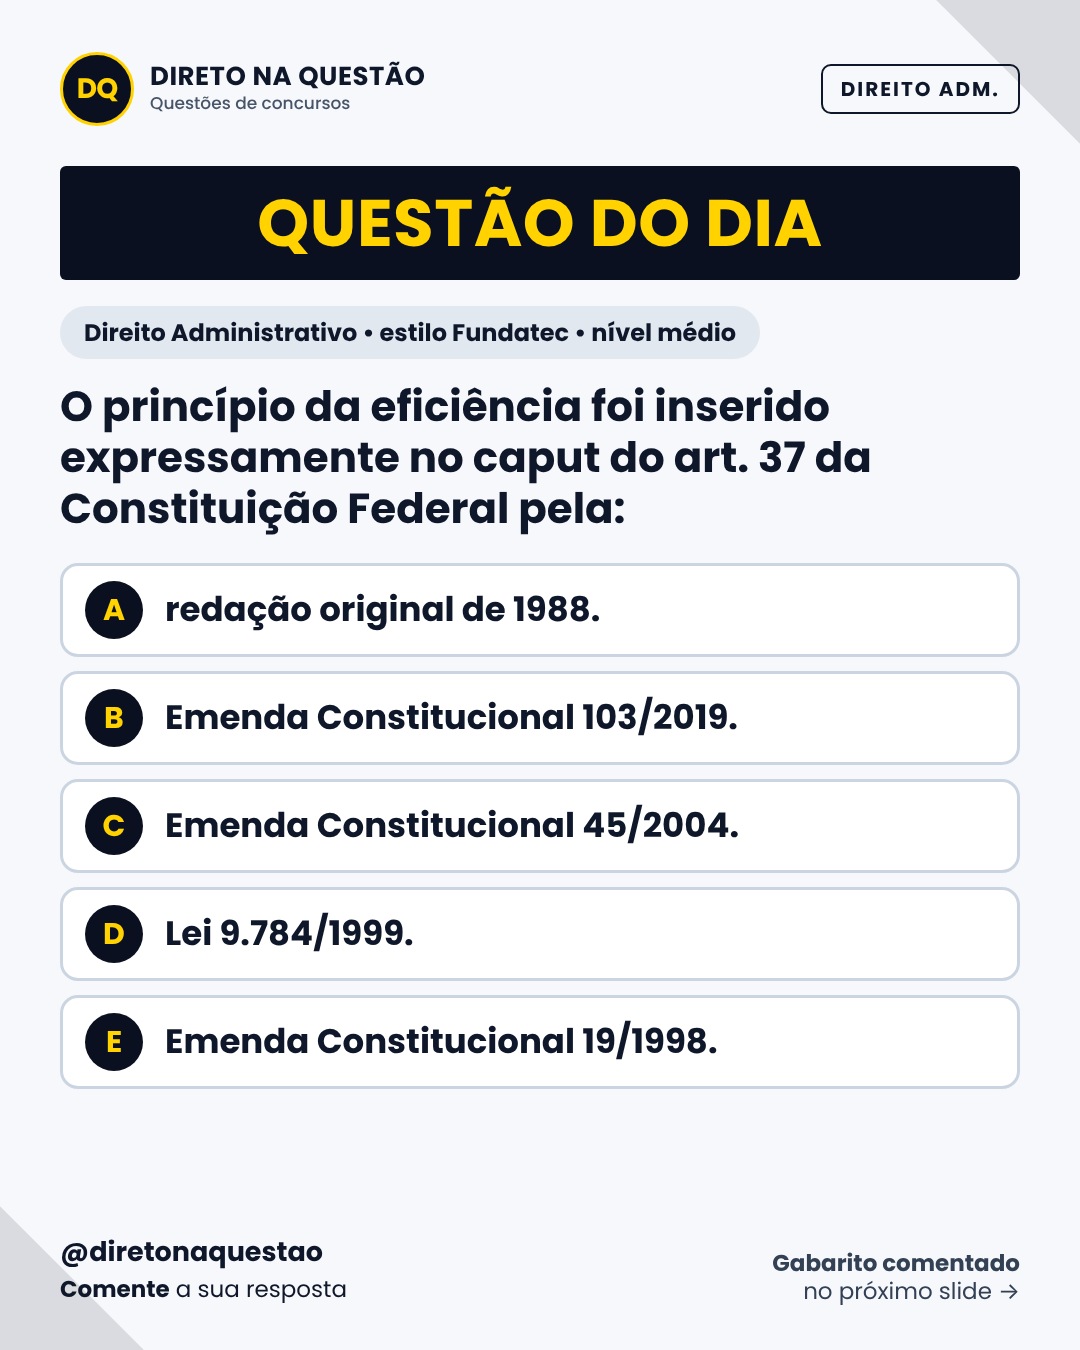 DQ
DIRETO NA QUESTÃO
Questões de concursos
DIREITO ADM.
QUESTÃO DO DIA
Direito Administrativo • estilo Fundatec • nível médio
O princípio da eficiência foi inserido
expressamente no caput do art. 37 da
Constituição Federal pela:
A redação original de 1988.
B Emenda Constitucional 103/2019.
C Emenda Constitucional 45/2004.
D Lei 9.784/1999.
E Emenda Constitucional 19/1998.
@diretonaquestao
Comente a sua resposta
Gabarito comentado
no próximo slide →